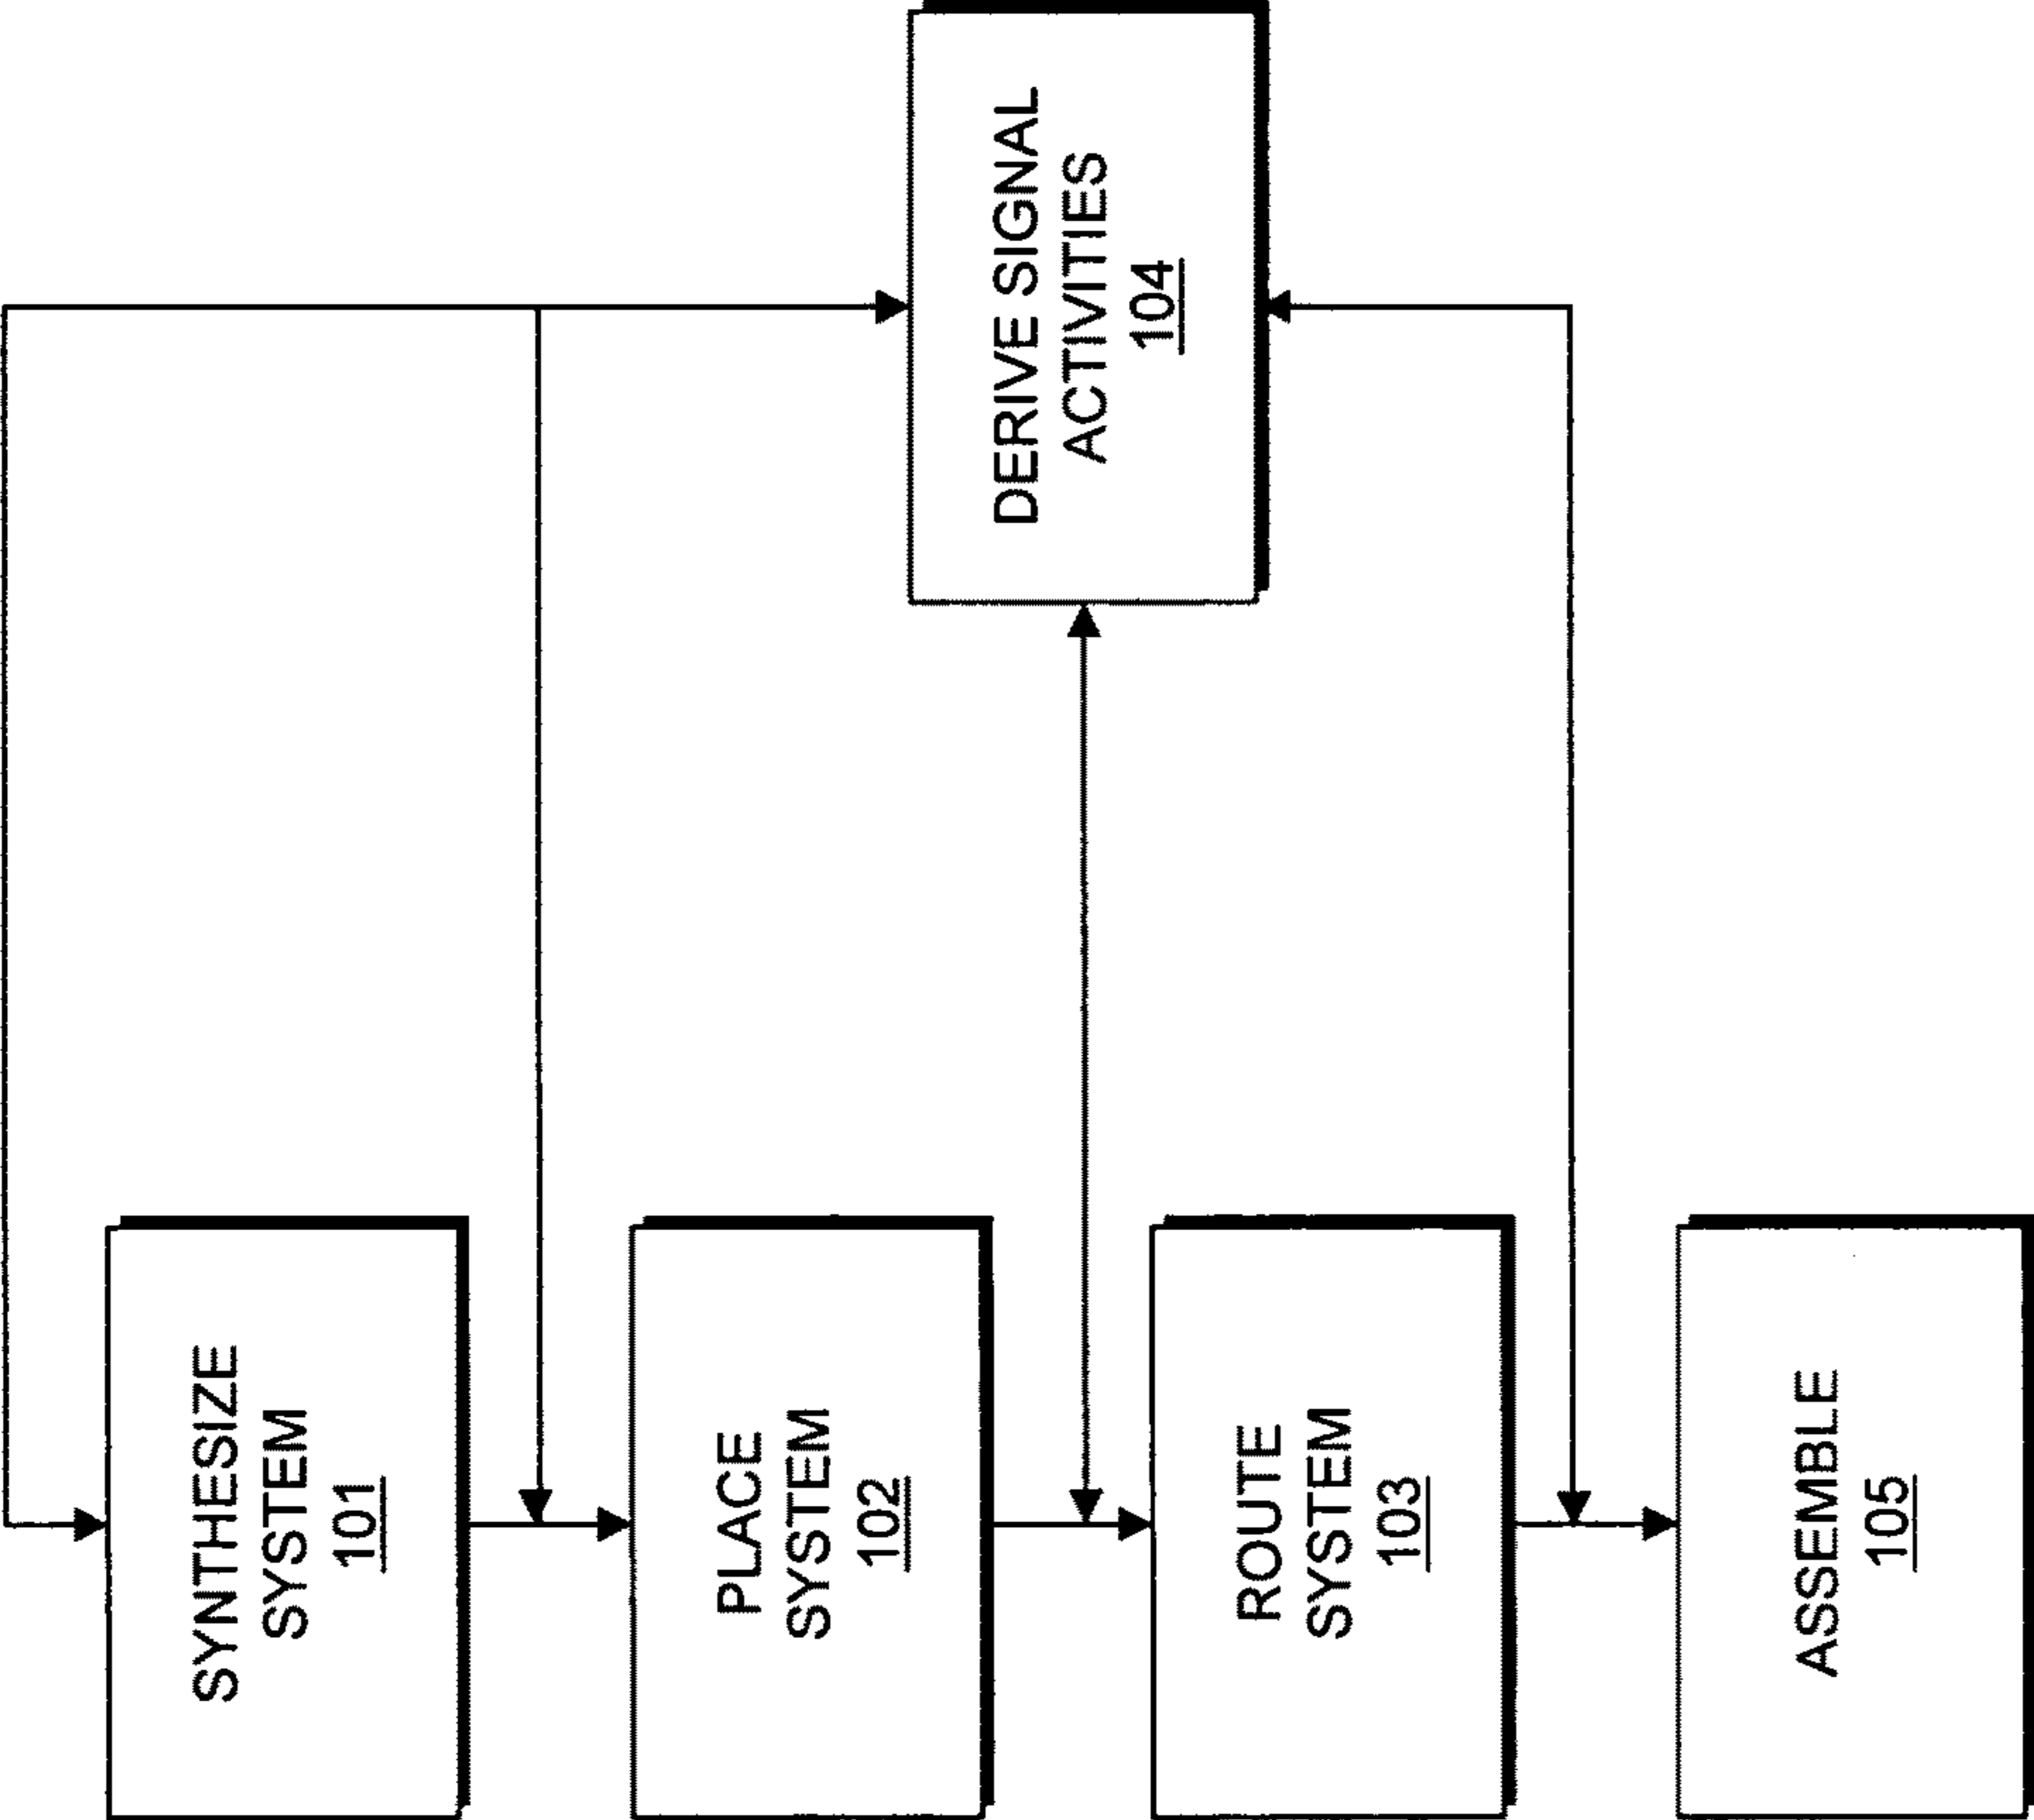 SYNTHESIZE
SYSTEM
101
PLACE
SYSTEM
102
ROUTE
SYSTEM
103
ASSEMBLE
105
DERIVE SIGNAL
ACTIVITIES
104